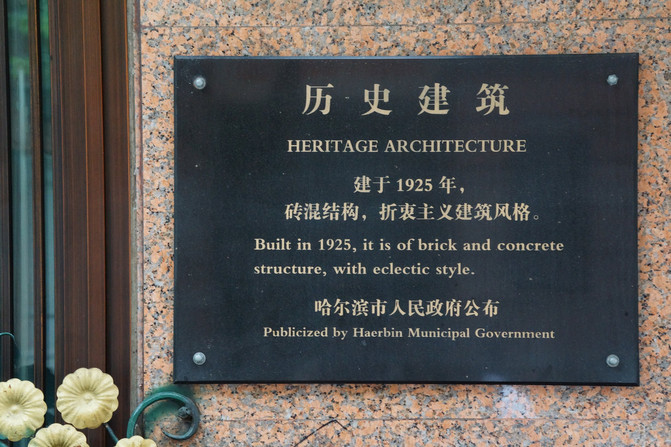 历史建筑
HERITAGE ARCHITECTURE
建于 1925 年，
砖混结构，折衷主义建筑风格。
Built in 1925, it is of brick and concrete
structure, with eclectic style.
哈尔滨市人民政府公布
Publicized by Haerbin Municipal Government